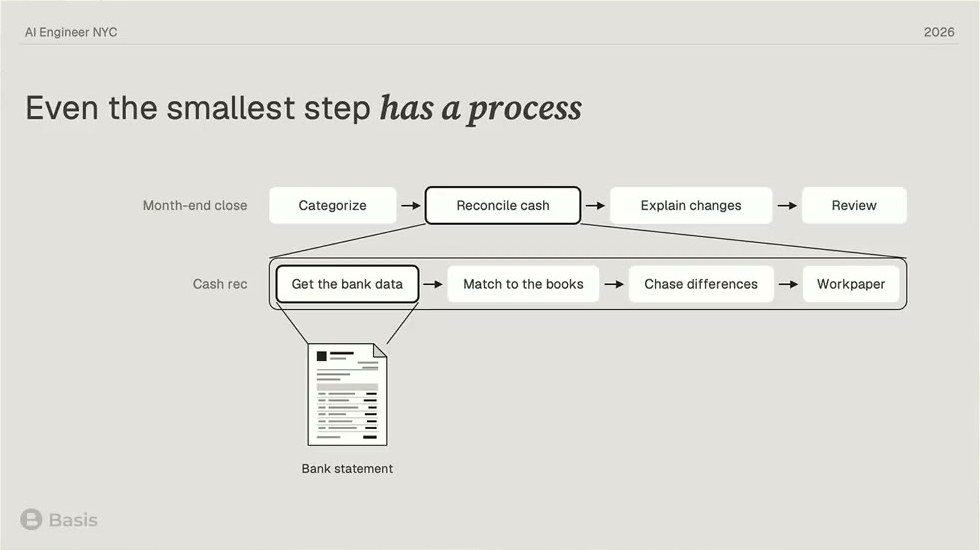 AI Engineer NYC
2026
Even the smallest step has a process
Month-end close
Categorize
Reconcile cash
Explain changes
Review
Cash rec
Get the bank data
Match to the books
Chase differences
Workpaper
Bank statement
B Basis